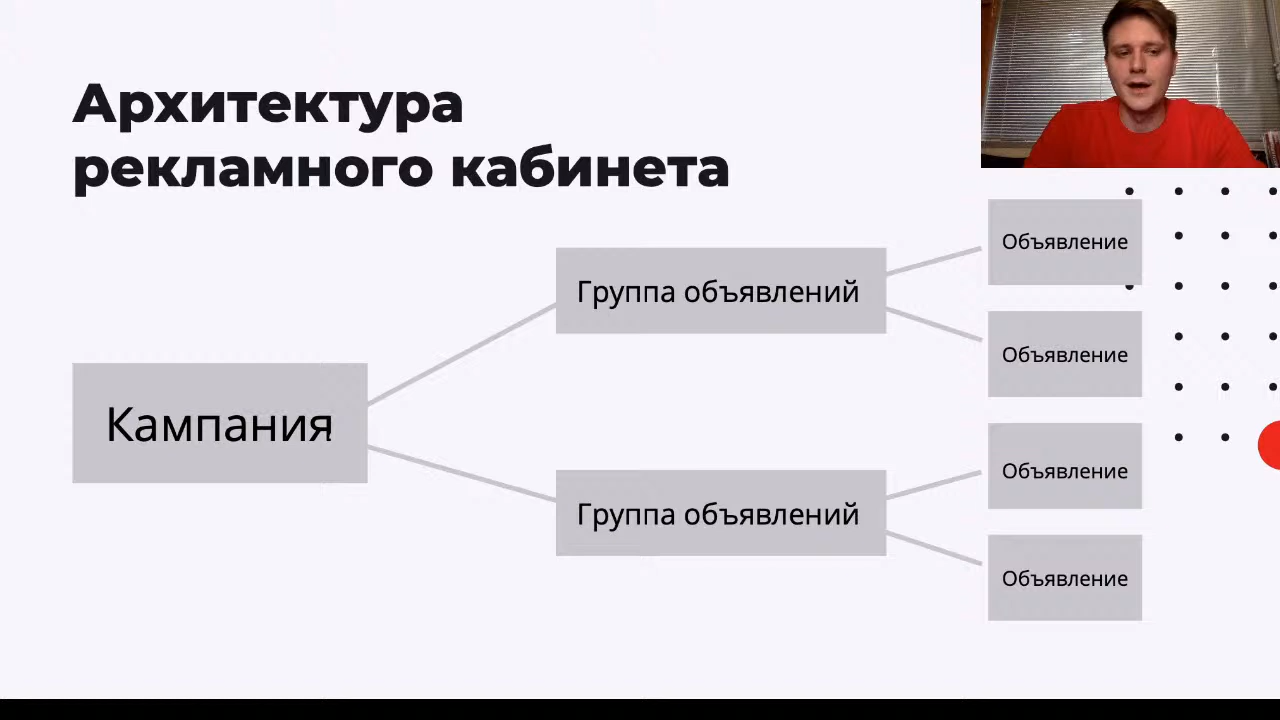 Архитектура
рекламного кабинета
Кампания
Группа объявлений
Группа объявлений
Объявление
Объявление
Объявление
Объявление